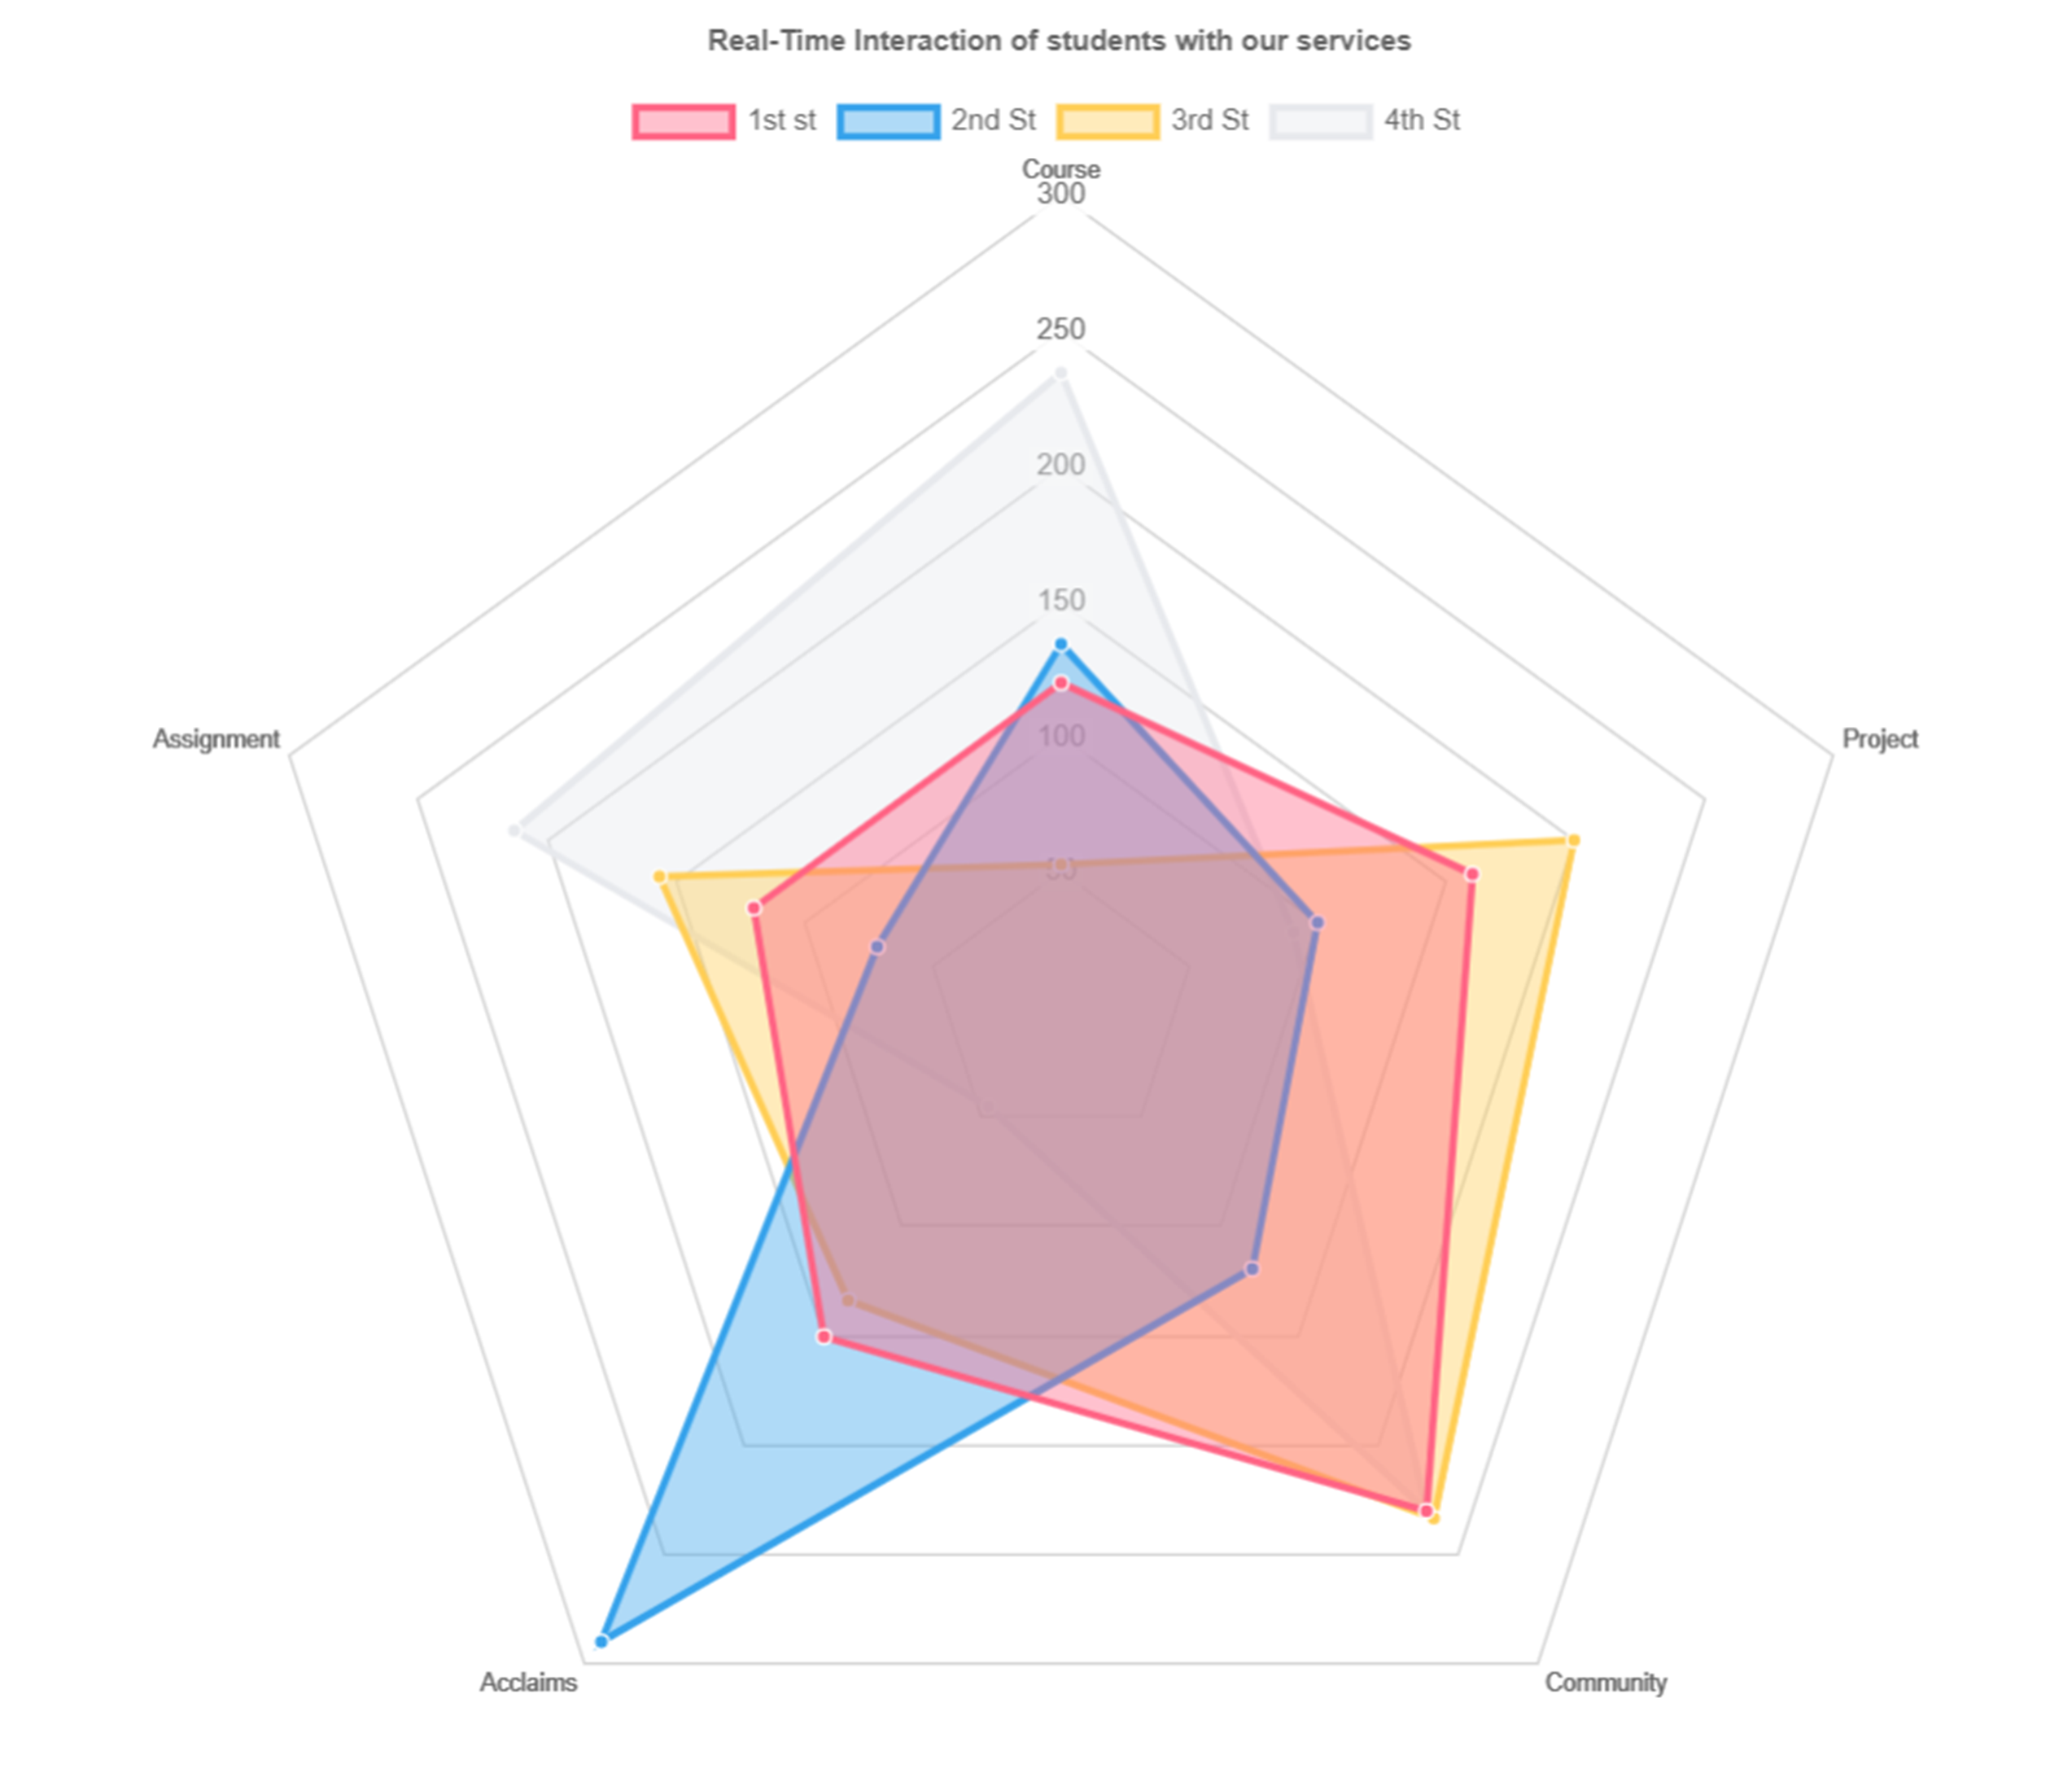 Real-Time Interaction of students with our services
1st st 2nd St 3rd St 4th St
Course
300
250
200
150
100
50
Assignment
Project
Acclaims
Community